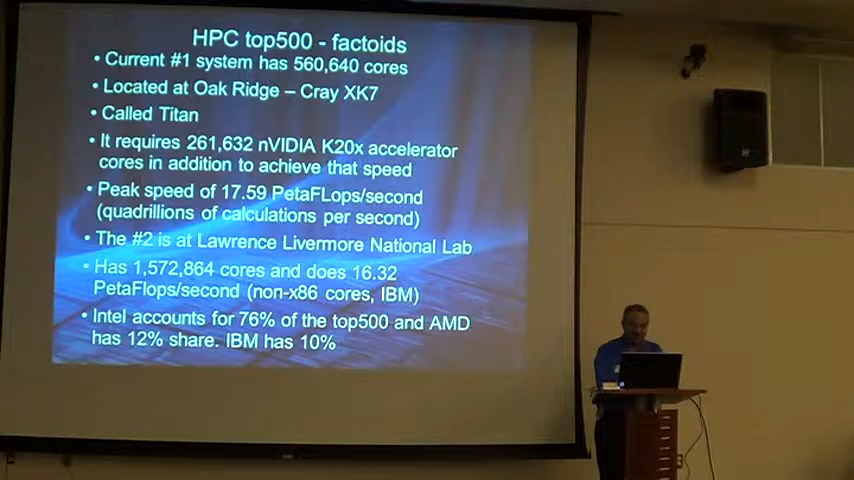 HPC top500 - factoids
• Current #1 system has 560,640 cores
• Located at Oak Ridge – Cray XK7
• Called Titan
• It requires 261,632 nVIDIA K20x accelerator
cores in addition to achieve that speed
• Peak speed of 17.59 PetaFLops/second
(quadrillions of calculations per second)
• The #2 is at Lawrence Livermore National Lab
• Has 1,572,864 cores and does 16.32
PetaFlops/second (non-x86 cores, IBM)
• Intel accounts for 76% of the top500 and AMD
has 12% share. IBM has 10%